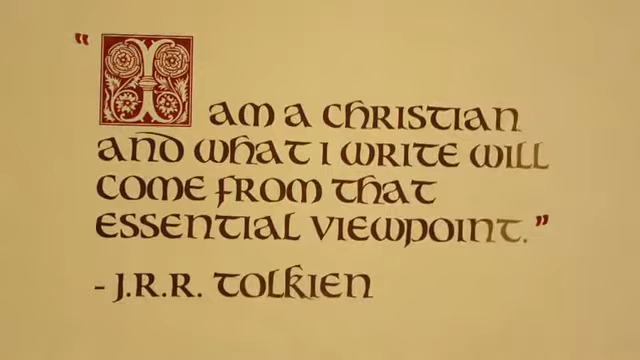 “I am a Christian
and what I write will
come from that
essential viewpoint.”
- J.R.R. Tolkien